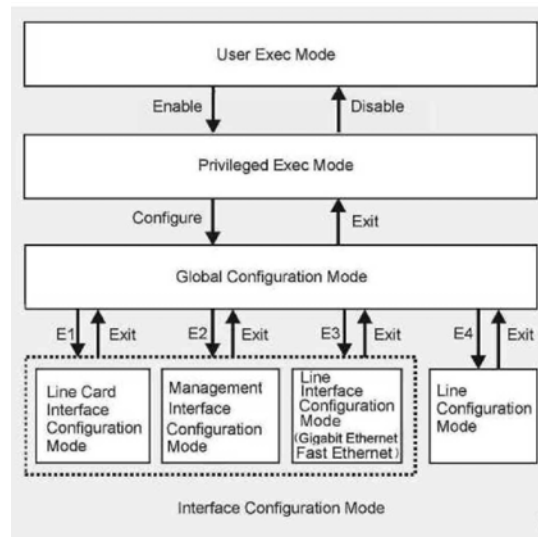 User Exec Mode
Enable
Disable
Privileged Exec Mode
Configure
Exit
Global Configuration Mode
E1
Exit
E2
Exit
E3
Exit
E4
Exit
Line Card
Interface
Configuration
Mode
Management
Interface
Configuration
Mode
Line
Interface
Configuration
Mode
(Gigabit Ethernet
Fast Ethernet)
Line
Configuration
Mode
Interface Configuration Mode